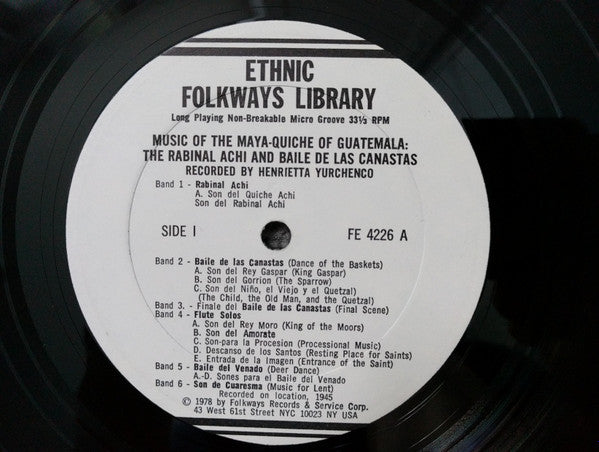 ETHNIC
FOLKWAYS LIBRARY
Long Playing Non-Breakable Micro Groove 33⅓ RPM
MUSIC OF THE MAYA-QUICHE OF GUATEMALA:
THE RABINAL ACHI AND BAILE DE LAS CANASTAS
RECORDED BY HENRIETTA YURCHENCO
Band 1 - Rabinal Achi
A. Son del Quiche Achi
Son del Rabinal Achi
SIDE I
FE 4226 A
Band 2 - Baile de las Canastas (Dance of the Baskets)
A. Son del Rey Gaspar (King Gaspar)
B. Son del Gorrion (The Sparrow)
C. Son del Niño, el Viejo y el Quetzal
(The Child, the Old Man, and the Quetzal)
Band 3. - Finale del Baile de las Canastas (Final Scene)
Band 4 - Flute Solos
A. Son del Rey Moro (King of the Moors)
B. Son del Amorate
C. Son-para la Procesion (Processional Music)
D. Descanso de los Santos (Resting Place for Saints)
E. Entrada de la Imagen (Entrance of the Saint)
Band 5 - Baile del Venado (Deer Dance)
A.-D. Sones para el Baile del Venado
Band 6 - Son de Cuaresma (Music for Lent)
Recorded on location, 1945
© 1978 by Folkways Records & Service Corp.
43 West 61st Street NYC 10023 NY USA